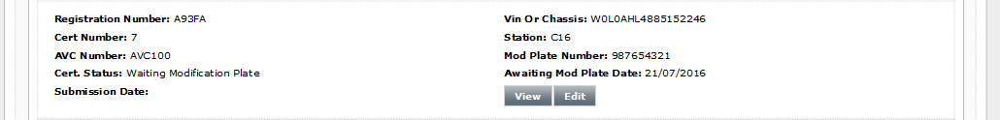 Registration Number: A93FA
Cert Number: 7
AVC Number: AVC100
Cert. Status: Waiting Modification Plate
Submission Date:
Vin Or Chassis: W0L0AHL4885152246
Station: C16
Mod Plate Number: 987654321
Awaiting Mod Plate Date: 21/07/2016
View Edit